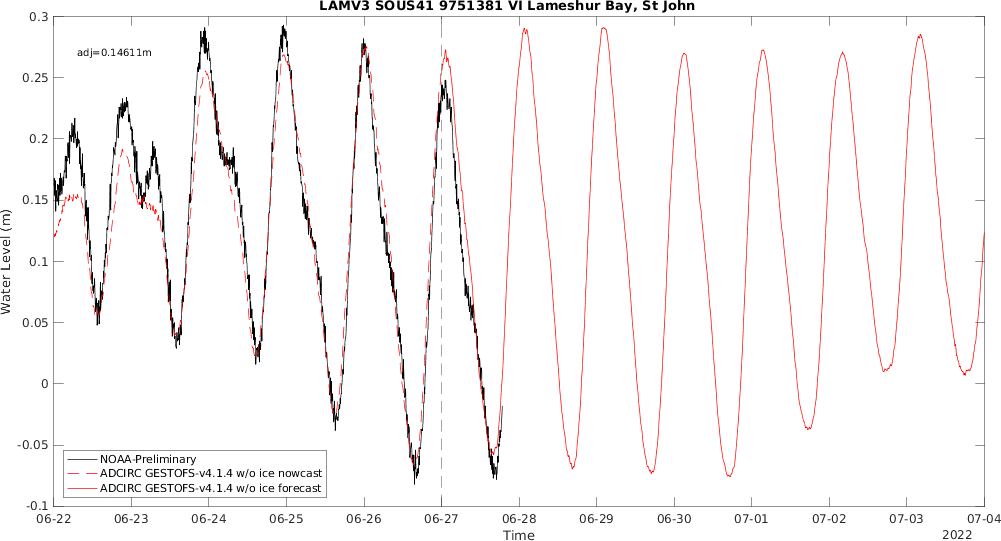 LAMV3 SOUS41 9751381 VI Lameshur Bay, St John
0.3
adj=0.14611m
0.25
0.2
0.15
0.1
0.05
0
-0.05
-0.1
Water Level (m)
NOAA-Preliminary
ADCIRC GESTOFS-v4.1.4 w/o ice nowcast
ADCIRC GESTOFS-v4.1.4 w/o ice forecast
06-22 06-23 06-24 06-25 06-26 06-27 06-28 06-29 06-30 07-01 07-02 07-03 07-04
Time
2022